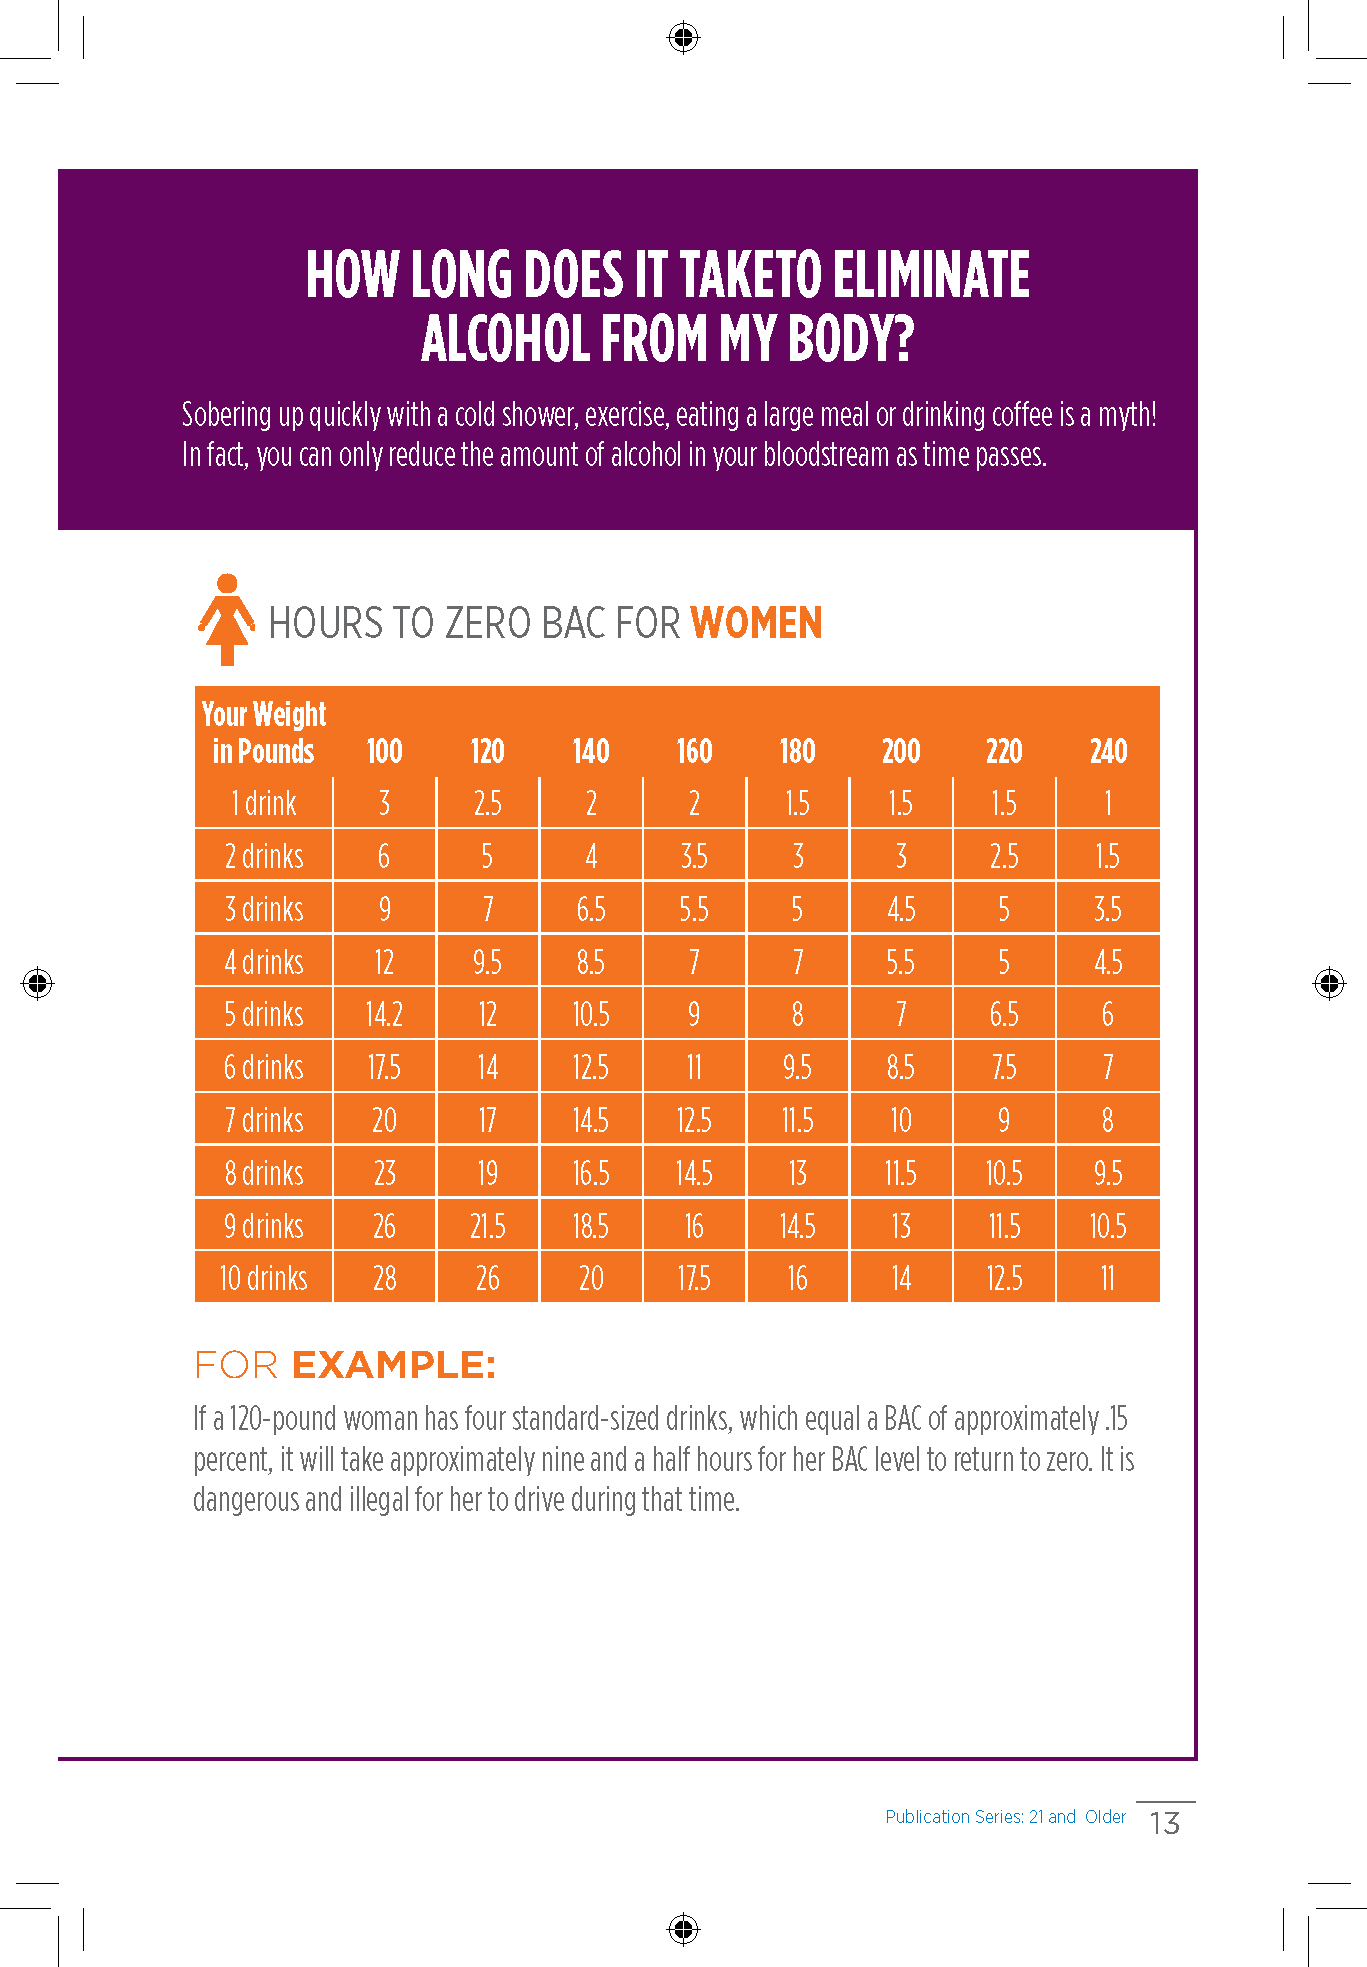 HOW LONG DOES IT TAKETO ELIMINATE
ALCOHOL FROM MY BODY?
Sobering up quickly with a cold shower, exercise, eating a large meal or drinking coffee is a myth!
In fact, you can only reduce the amount of alcohol in your bloodstream as time passes.
HOURS TO ZERO BAC FOR WOMEN
Your Weight
in Pounds 100 120 140 160 180 200 220 240
1 drink 3 2.5 2 2 1.5 1.5 1.5 1
2 drinks 6 5 4 3.5 3 3 2.5 1.5
3 drinks 9 7 6.5 5.5 5 4.5 5 3.5
4 drinks 12 9.5 8.5 7 7 5.5 5 4.5
5 drinks 14.2 12 10.5 9 8 7 6.5 6
6 drinks 17.5 14 12.5 11 9.5 8.5 7.5 7
7 drinks 20 17 14.5 12.5 11.5 10 9 8
8 drinks 23 19 16.5 14.5 13 11.5 10.5 9.5
9 drinks 26 21.5 18.5 16 14.5 13 11.5 10.5
10 drinks 28 26 20 17.5 16 14 12.5 11
FOR EXAMPLE:
If a 120-pound woman has four standard-sized drinks, which equal a BAC of approximately .15
percent, it will take approximately nine and a half hours for her BAC level to return to zero. It is
dangerous and illegal for her to drive during that time.
Publication Series: 21 and Older 13